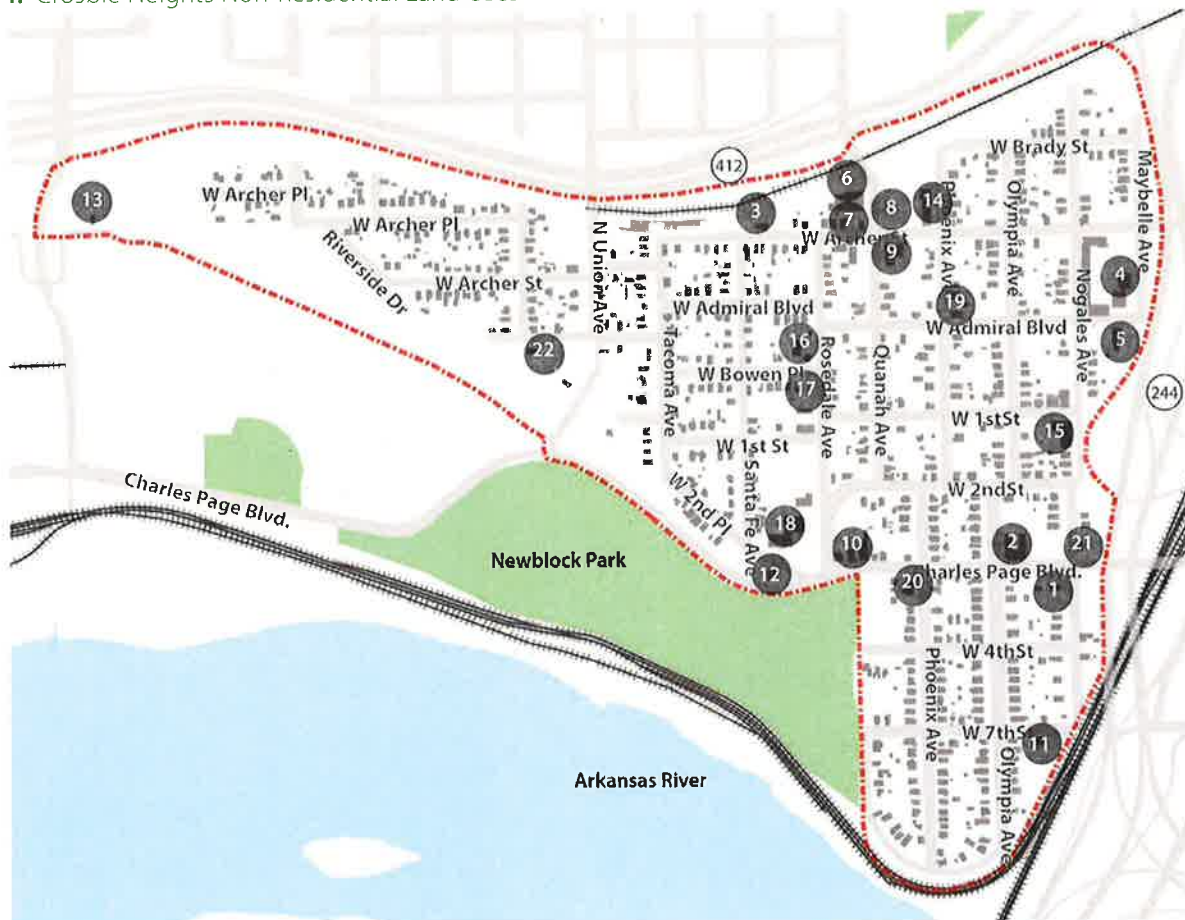 412
W Brady St
Maybelle Ave
13
6
W Archer Pl
3
7
8
14
Phoenix Ave
Olympia Ave
W Archer Pl
N Union Ave
W Archer St
9
Riverside Dr
4
Nogales Ave
W Archer St
W Admiral Blvd
19
W Admiral Blvd
5
22
Tacoma Ave
16
Rosedale Ave
Quanah Ave
W Bowen Pl
17
244
W 1stSt
15
W 1st St
Charles Page Blvd.
W 2nd Pl
Santa Fe Ave
W 2ndSt
18
10
2
21
Newblock Park
12
20
Charles Page Blvd.
1
W 4thSt
Phoenix Ave
W 7thSt
11
Olympia Ave
Arkansas River